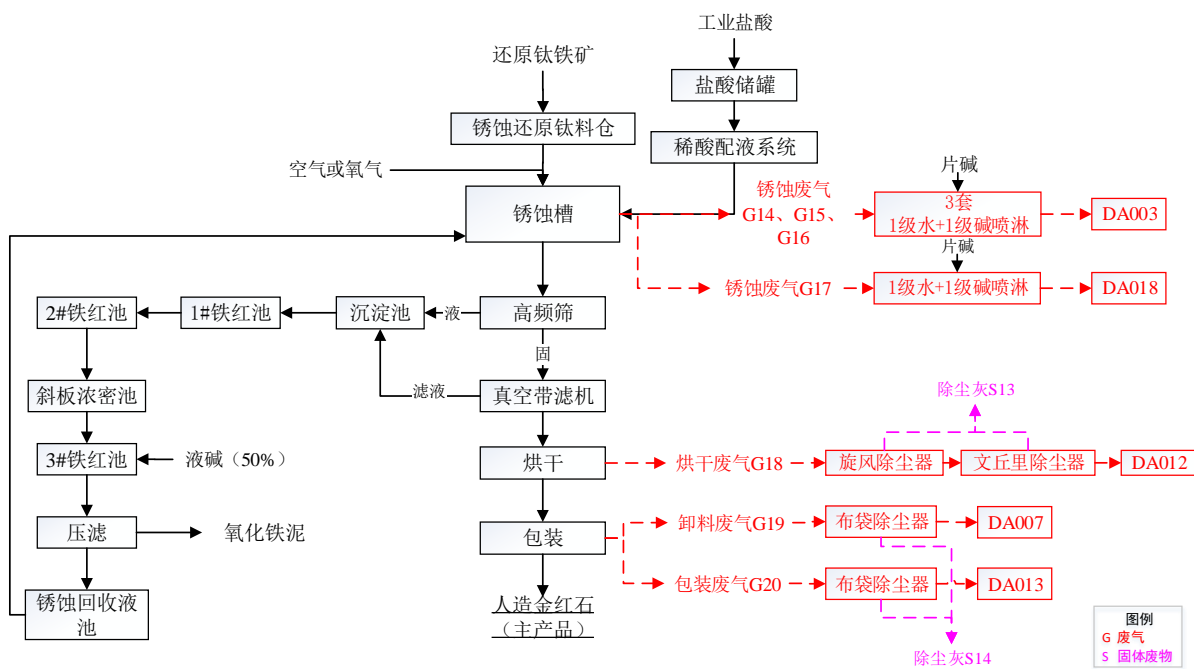 工业盐酸
还原钛铁矿
盐酸储罐
锈蚀还原钛料仓
稀酸配液系统
空气或氧气
片碱
锈蚀槽
锈蚀废气
G14、G15、
G16
3套
1级水+1级碱喷淋
DA003
片碱
锈蚀废气G17
1级水+1级碱喷淋
DA018
2#铁红池
1#铁红池
沉淀池
液
高频筛
固
斜板浓密池
滤液
真空带滤机
除尘灰S13
3#铁红池
液碱（50%）
烘干
烘干废气G18
旋风除尘器
文丘里除尘器
DA012
压滤
氧化铁泥
包装
卸料废气G19
布袋除尘器
DA007
包装废气G20
布袋除尘器
DA013
锈蚀回收液
池
人造金红石
（主产品）
除尘灰S14
图例
G 废气
S 固体废物